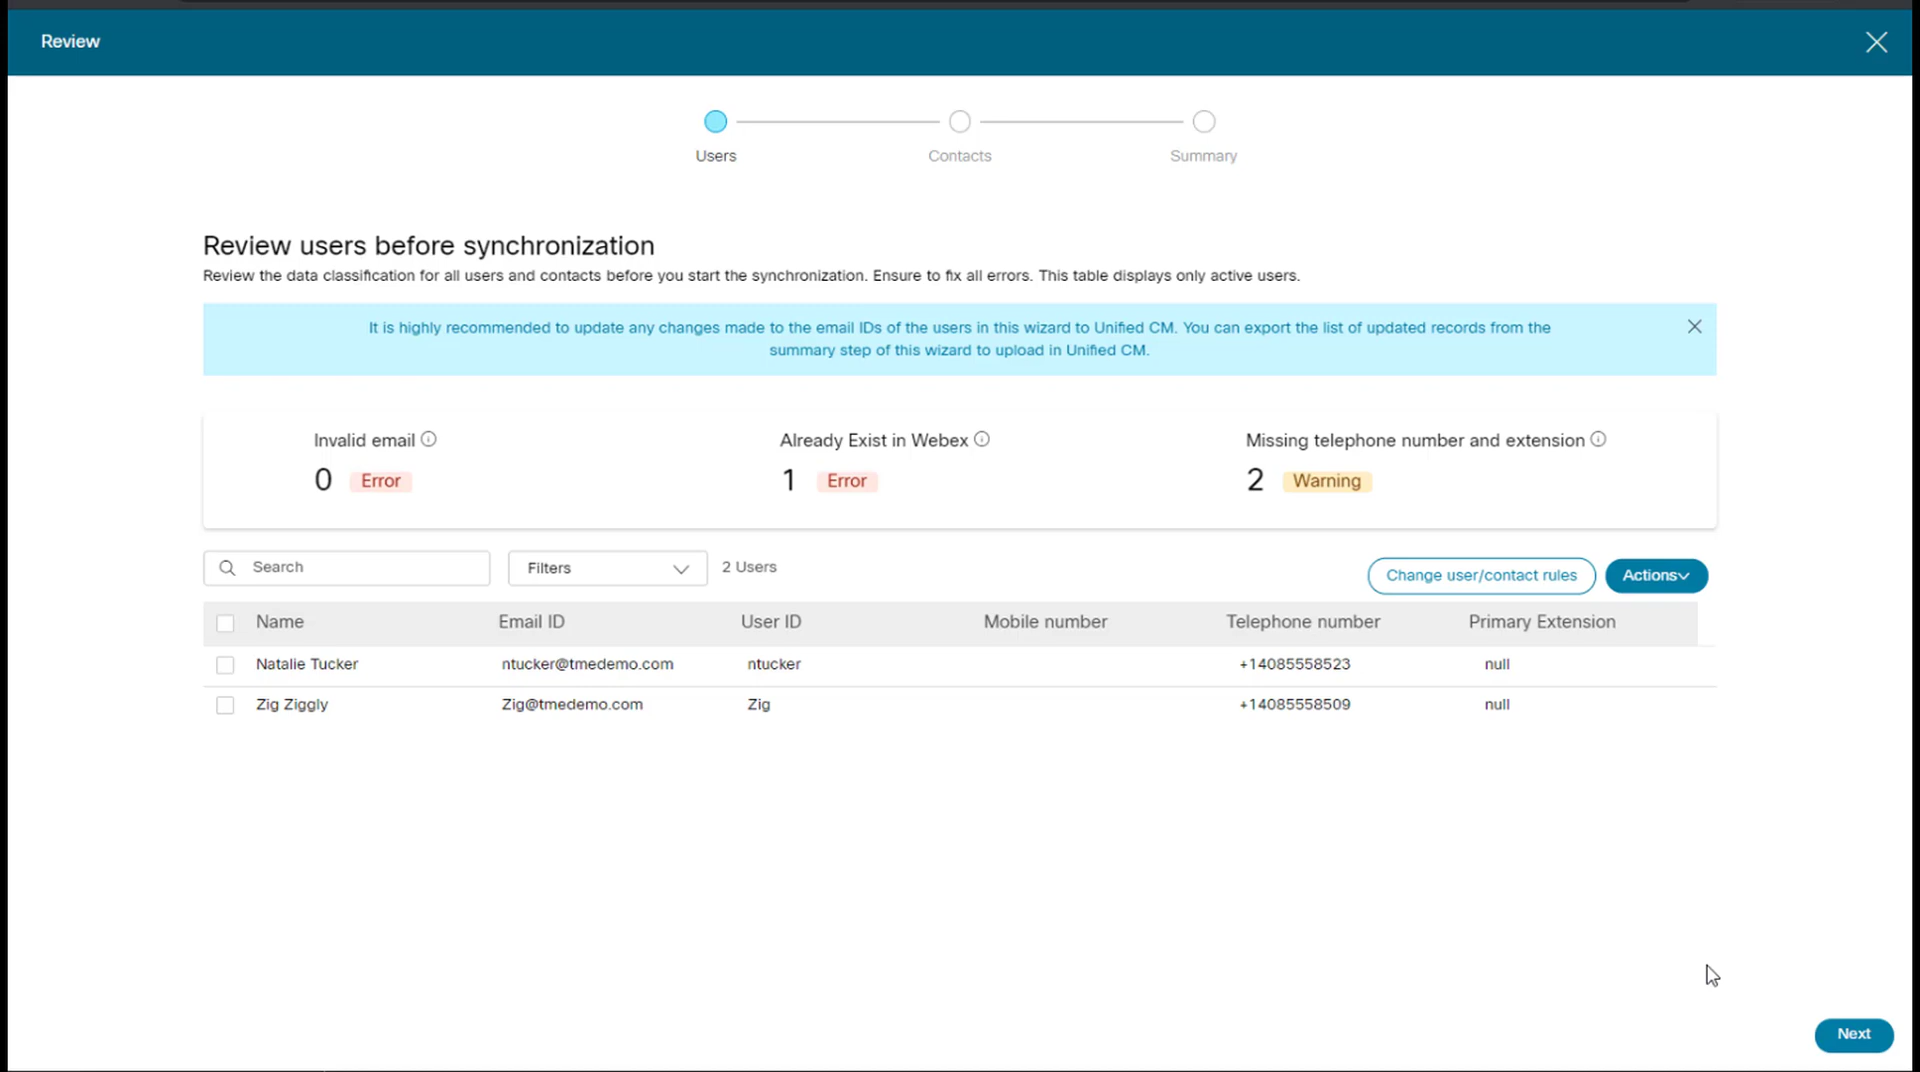 Review
Users
Contacts
Summary
Review users before synchronization
Review the data classification for all users and contacts before you start the synchronization. Ensure to fix all errors. This table displays only active users.
It is highly recommended to update any changes made to the email IDs of the users in this wizard to Unified CM. You can export the list of updated records from the
summary step of this wizard to upload in Unified CM.
Invalid email
0 Error
Already Exist in Webex
1 Error
Missing telephone number and extension
2 Warning
Search
Filters
2 Users
Change user/contact rules
Actions
Name Email ID User ID Mobile number Telephone number Primary Extension
Natalie Tucker ntucker@tmedemo.com ntucker +14085558523 null
Zig Ziggly Zig@tmedemo.com Zig +14085558509 null
Next